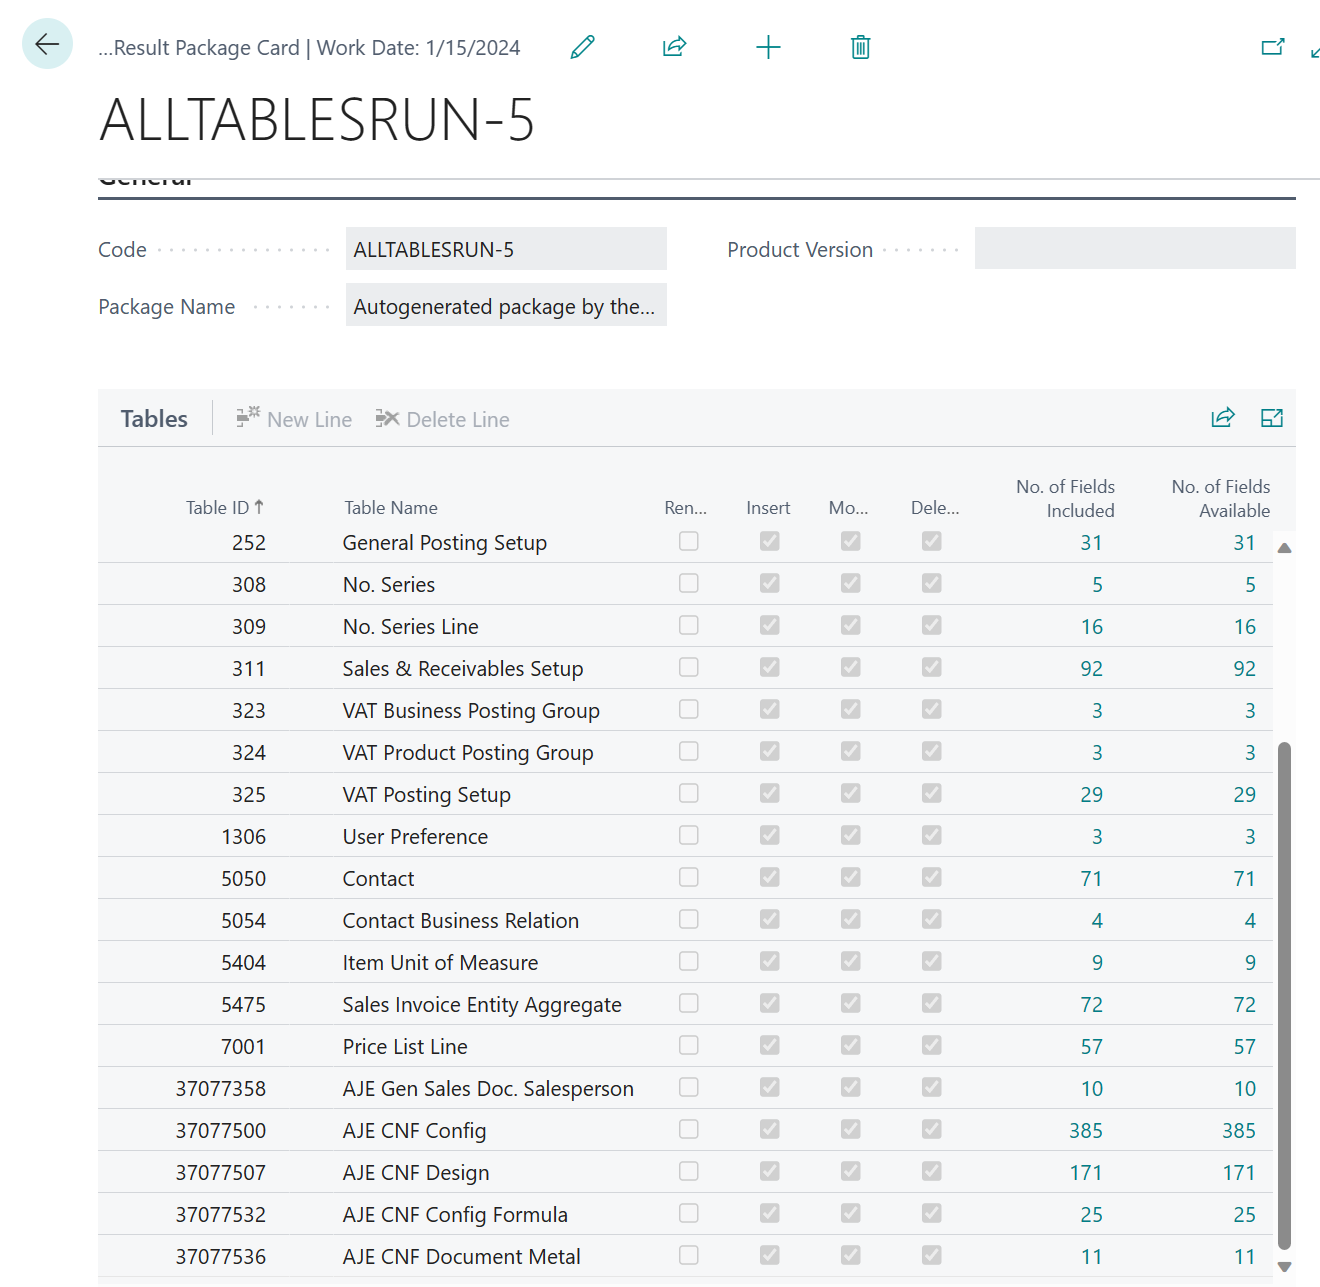 ...Result Package Card | Work Date: 1/15/2024
ALLTABLESRUN-5
General
Code ALLTABLESRUN-5 Product Version
Package Name Autogenerated package by the...
Tables New Line Delete Line
Table ID↑ Table Name Ren... Insert Mo... Dele... No. of Fields Included No. of Fields Available
252 General Posting Setup 31 31
308 No. Series 5 5
309 No. Series Line 16 16
311 Sales & Receivables Setup 92 92
323 VAT Business Posting Group 3 3
324 VAT Product Posting Group 3 3
325 VAT Posting Setup 29 29
1306 User Preference 3 3
5050 Contact 71 71
5054 Contact Business Relation 4 4
5404 Item Unit of Measure 9 9
5475 Sales Invoice Entity Aggregate 72 72
7001 Price List Line 57 57
37077358 AJE Gen Sales Doc. Salesperson 10 10
37077500 AJE CNF Config 385 385
37077507 AJE CNF Design 171 171
37077532 AJE CNF Config Formula 25 25
37077536 AJE CNF Document Metal 11 11